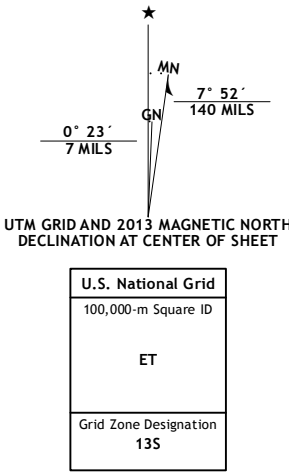 ★
MN
7° 52´
140 MILS
GN
0° 23´
7 MILS
UTM GRID AND 2013 MAGNETIC NORTH
DECLINATION AT CENTER OF SHEET
U.S. National Grid
100,000-m Square ID
ET
Grid Zone Designation
13S